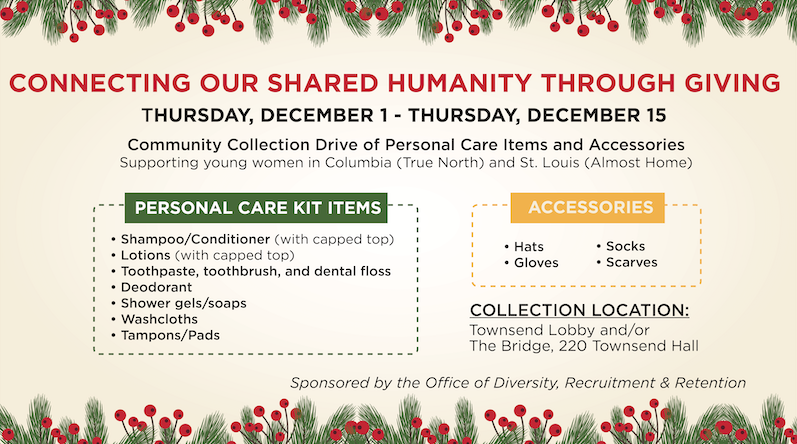 CONNECTING OUR SHARED HUMANITY THROUGH GIVING
THURSDAY, DECEMBER 1 - THURSDAY, DECEMBER 15
Community Collection Drive of Personal Care Items and Accessories
Supporting young women in Columbia (True North) and St. Louis (Almost Home)
PERSONAL CARE KIT ITEMS
• Shampoo/Conditioner (with capped top)
• Lotions (with capped top)
• Toothpaste, toothbrush, and dental floss
• Deodorant
• Shower gels/soaps
• Washcloths
• Tampons/Pads
ACCESSORIES
• Hats
• Gloves
• Socks
• Scarves
COLLECTION LOCATION:
Townsend Lobby and/or
The Bridge, 220 Townsend Hall
Sponsored by the Office of Diversity, Recruitment & Retention